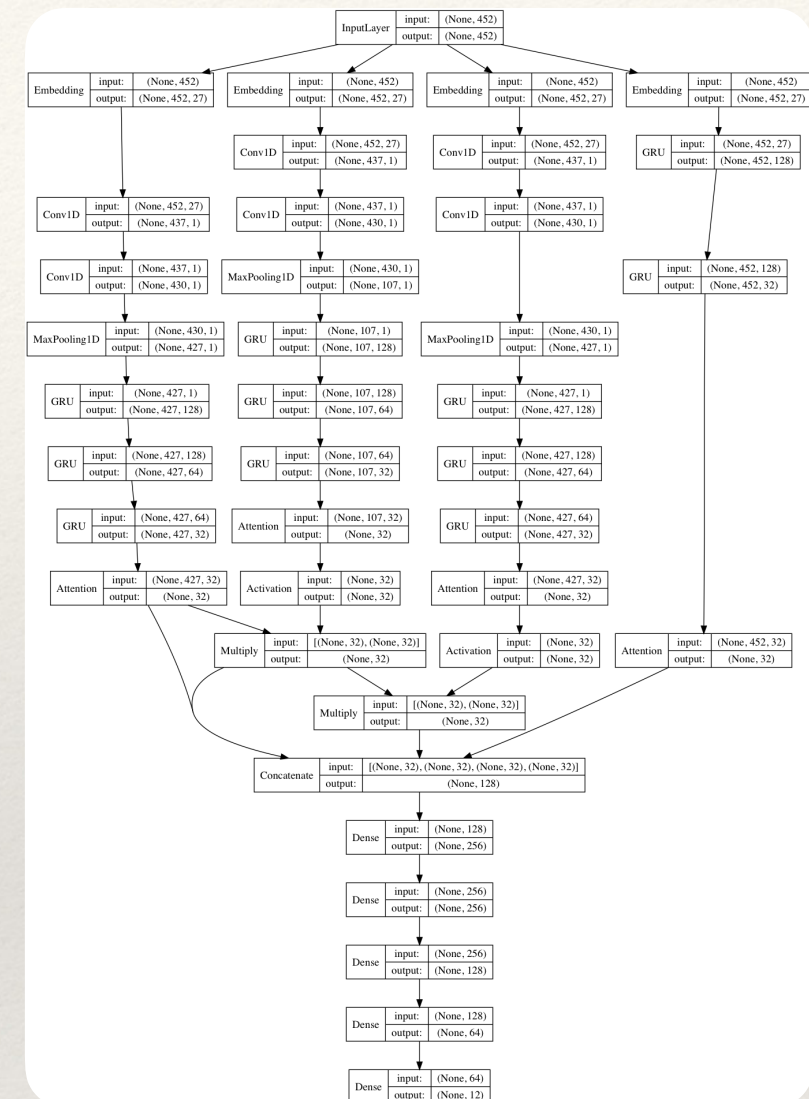 InputLayer input: (None, 452)
output: (None, 452)
Embedding input: (None, 452)
output: (None, 452, 27)
Embedding input: (None, 452)
output: (None, 452, 27)
Embedding input: (None, 452)
output: (None, 452, 27)
Embedding input: (None, 452)
output: (None, 452, 27)
Conv1D input: (None, 452, 27)
output: (None, 437, 1)
Conv1D input: (None, 452, 27)
output: (None, 437, 1)
GRU input: (None, 452, 27)
output: (None, 452, 128)
Conv1D input: (None, 452, 27)
output: (None, 437, 1)
Conv1D input: (None, 437, 1)
output: (None, 430, 1)
Conv1D input: (None, 437, 1)
output: (None, 430, 1)
Conv1D input: (None, 437, 1)
output: (None, 430, 1)
MaxPooling1D input: (None, 430, 1)
output: (None, 107, 1)
GRU input: (None, 452, 128)
output: (None, 452, 32)
MaxPooling1D input: (None, 430, 1)
output: (None, 427, 1)
GRU input: (None, 107, 1)
output: (None, 107, 128)
MaxPooling1D input: (None, 430, 1)
output: (None, 427, 1)
GRU input: (None, 427, 1)
output: (None, 427, 128)
GRU input: (None, 107, 128)
output: (None, 107, 64)
GRU input: (None, 427, 1)
output: (None, 427, 128)
GRU input: (None, 427, 128)
output: (None, 427, 64)
GRU input: (None, 107, 64)
output: (None, 107, 32)
GRU input: (None, 427, 128)
output: (None, 427, 64)
GRU input: (None, 427, 64)
output: (None, 427, 32)
Attention input: (None, 107, 32)
output: (None, 32)
GRU input: (None, 427, 64)
output: (None, 427, 32)
Attention input: (None, 427, 32)
output: (None, 32)
Activation input: (None, 32)
output: (None, 32)
Attention input: (None, 427, 32)
output: (None, 32)
Multiply input: [(None, 32), (None, 32)]
output: (None, 32)
Activation input: (None, 32)
output: (None, 32)
Attention input: (None, 452, 32)
output: (None, 32)
Multiply input: [(None, 32), (None, 32)]
output: (None, 32)
Concatenate input: [(None, 32), (None, 32), (None, 32), (None, 32)]
output: (None, 128)
Dense input: (None, 128)
output: (None, 256)
Dense input: (None, 256)
output: (None, 256)
Dense input: (None, 256)
output: (None, 128)
Dense input: (None, 128)
output: (None, 64)
Dense input: (None, 64)
output: (None, 12)